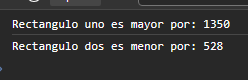 Rectangulo uno es mayor por: 1350
Rectangulo dos es menor por: 528